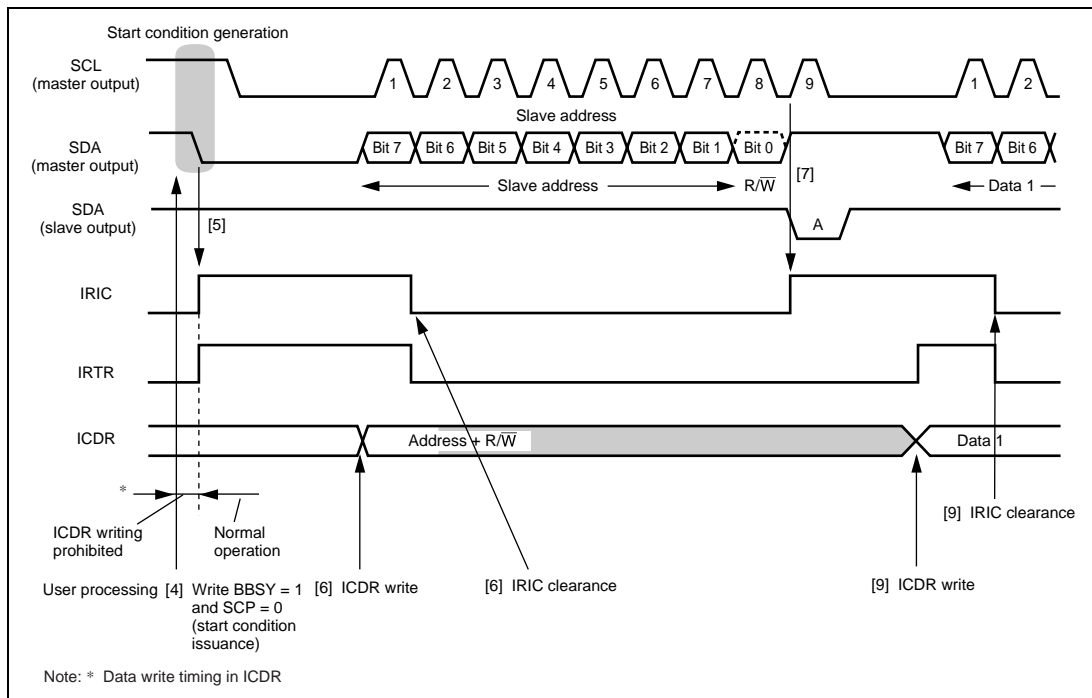 Start condition generation
SCL
(master output)
1 2 3 4 5 6 7 8 9 1 2
Slave address
SDA
(master output)
Bit 7 Bit 6 Bit 5 Bit 4 Bit 3 Bit 2 Bit 1 Bit 0 Bit 7 Bit 6
Slave address R/W̅ [7] Data 1
SDA
(slave output)
[5] A
IRIC
IRTR
ICDR
Address + R/W̅ Data 1
*
ICDR writing
prohibited
Normal
operation
[9] IRIC clearance
User processing [4] Write BBSY = 1
and SCP = 0
(start condition
issuance)
[6] ICDR write
[6] IRIC clearance
[9] ICDR write
Note: * Data write timing in ICDR